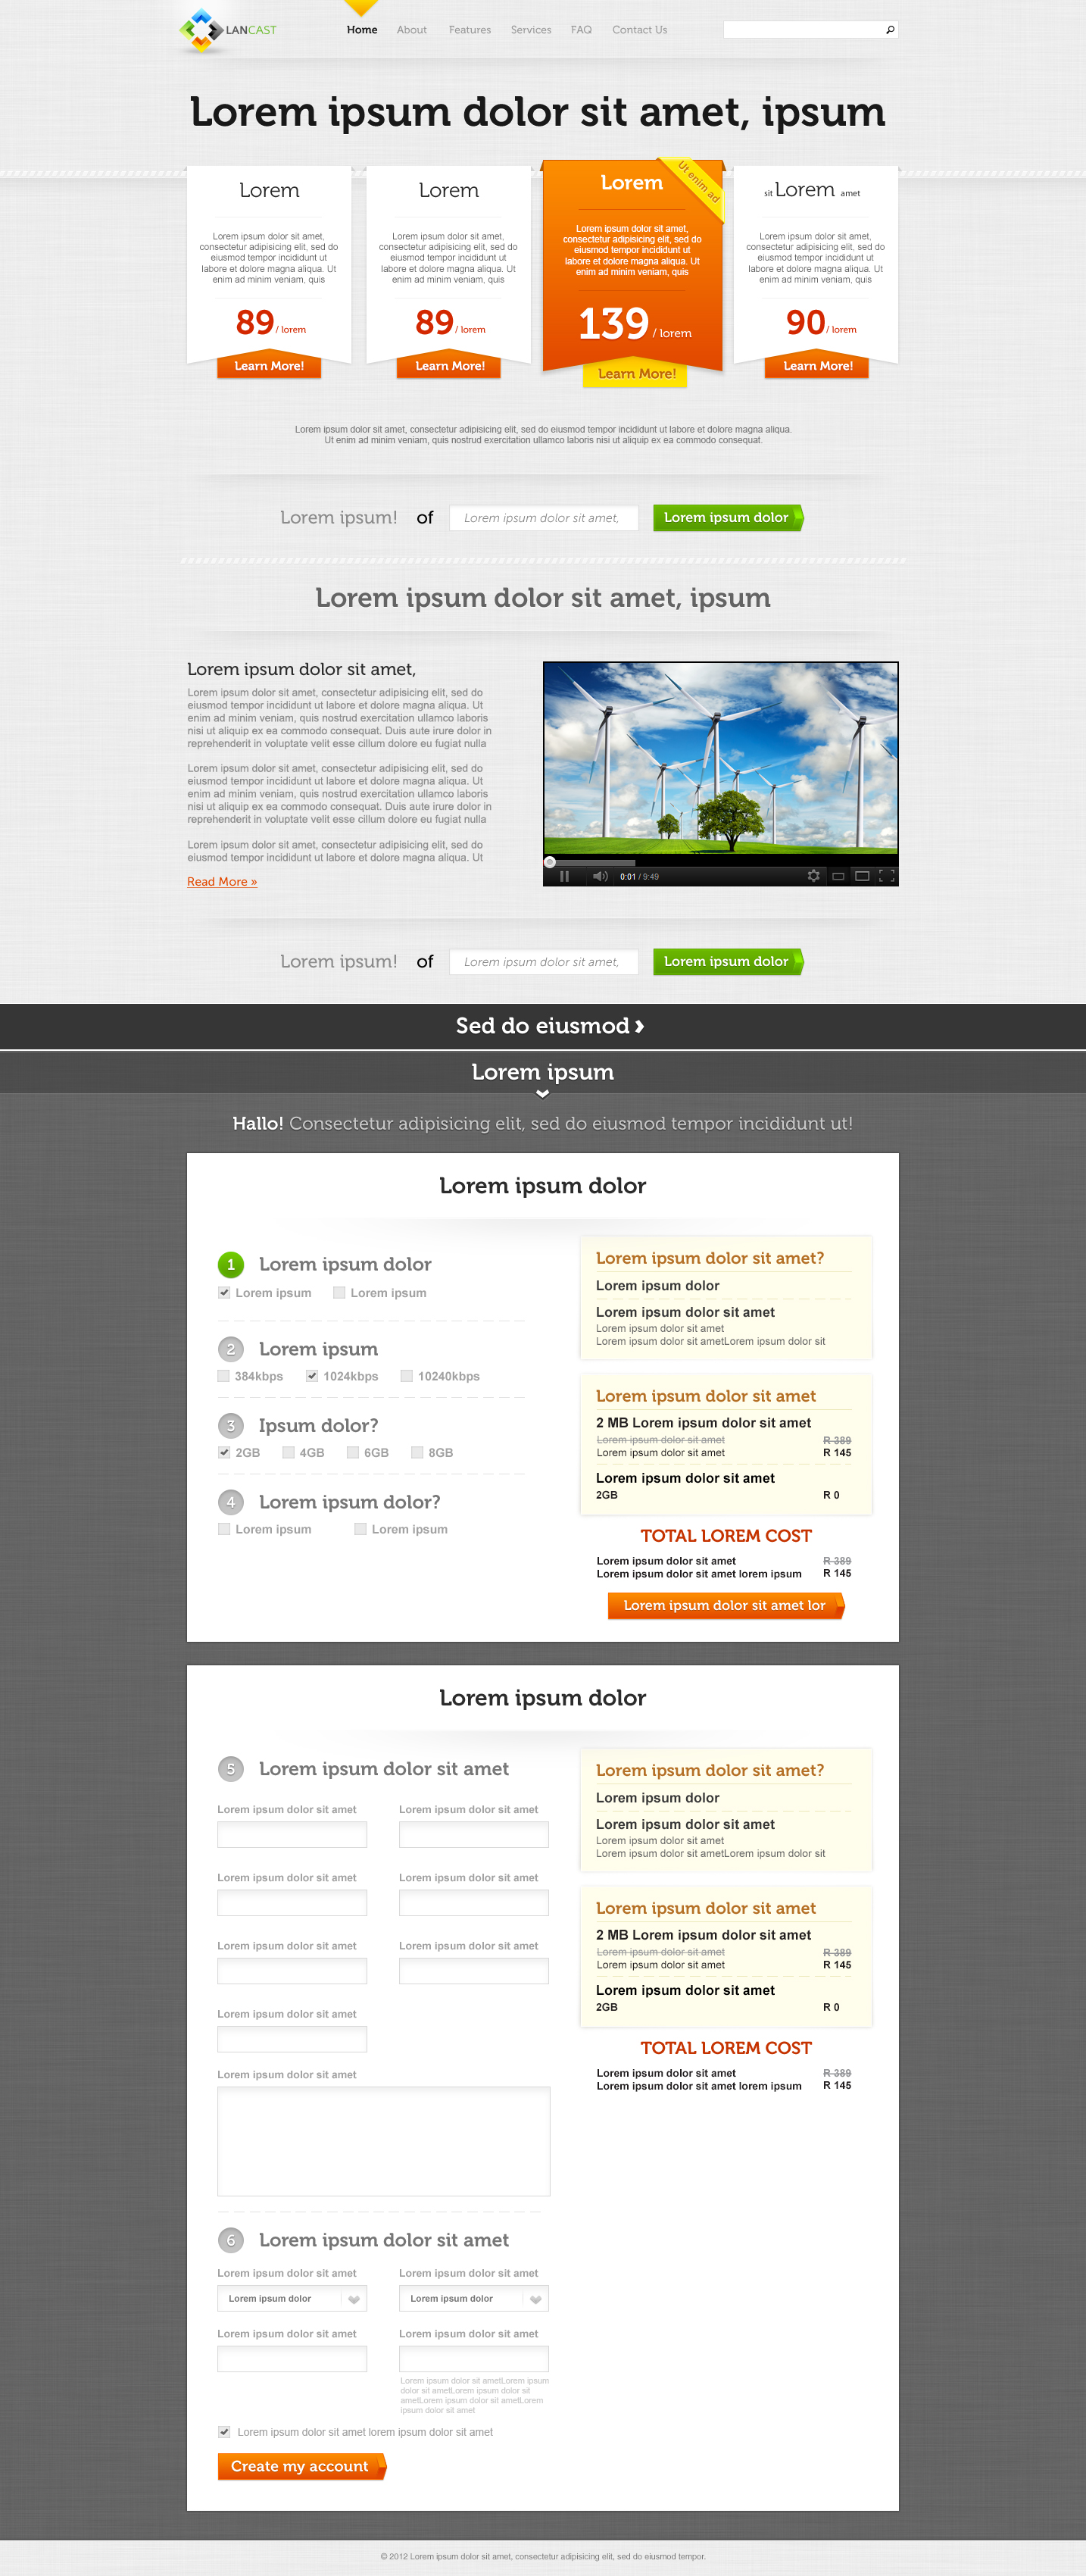 LANCAST
Home About Features Services FAQ Contact Us
Lorem ipsum dolor sit amet, ipsum
Lorem
Lorem ipsum dolor sit amet,
consectetur adipisicing elit, sed do
eiusmod tempor incididunt ut
labore et dolore magna aliqua. Ut
enim ad minim veniam, quis
89 / lorem
Learn More!
Lorem
Lorem ipsum dolor sit amet,
consectetur adipisicing elit, sed do
eiusmod tempor incididunt ut
labore et dolore magna aliqua. Ut
enim ad minim veniam, quis
89 / lorem
Learn More!
Lorem
Ut enim ad
Lorem ipsum dolor sit amet,
consectetur adipisicing elit, sed do
eiusmod tempor incididunt ut
labore et dolore magna aliqua. Ut
enim ad minim veniam, quis
139 / lorem
Learn More!
sit Lorem amet
Lorem ipsum dolor sit amet,
consectetur adipisicing elit, sed do
eiusmod tempor incididunt ut
labore et dolore magna aliqua. Ut
enim ad minim veniam, quis
90 / lorem
Learn More!
Lorem ipsum dolor sit amet, consectetur adipisicing elit, sed do eiusmod tempor incididunt ut labore et dolore magna aliqua.
Ut enim ad minim veniam, quis nostrud exercitation ullamco laboris nisi ut aliquip ex ea commodo consequat.
Lorem ipsum! of Lorem ipsum dolor sit amet, Lorem ipsum dolor
Lorem ipsum dolor sit amet, ipsum
Lorem ipsum dolor sit amet,
Lorem ipsum dolor sit amet, consectetur adipisicing elit, sed do
eiusmod tempor incididunt ut labore et dolore magna aliqua. Ut
enim ad minim veniam, quis nostrud exercitation ullamco laboris
nisi ut aliquip ex ea commodo consequat. Duis aute irure dolor in
reprehenderit in voluptate velit esse cillum dolore eu fugiat nulla
Lorem ipsum dolor sit amet, consectetur adipisicing elit, sed do
eiusmod tempor incididunt ut labore et dolore magna aliqua. Ut
enim ad minim veniam, quis nostrud exercitation ullamco laboris
nisi ut aliquip ex ea commodo consequat. Duis aute irure dolor in
reprehenderit in voluptate velit esse cillum dolore eu fugiat nulla
Lorem ipsum dolor sit amet, consectetur adipisicing elit, sed do
eiusmod tempor incididunt ut labore et dolore magna aliqua. Ut
Read More »
0:01 / 9:49
Lorem ipsum! of Lorem ipsum dolor sit amet, Lorem ipsum dolor
Sed do eiusmod
Lorem ipsum
Hallo! Consectetur adipisicing elit, sed do eiusmod tempor incididunt ut!
Lorem ipsum dolor
1 Lorem ipsum dolor
Lorem ipsum Lorem ipsum
2 Lorem ipsum
384kbps 1024kbps 10240kbps
3 Ipsum dolor?
2GB 4GB 6GB 8GB
4 Lorem ipsum dolor?
Lorem ipsum Lorem ipsum
Lorem ipsum dolor sit amet?
Lorem ipsum dolor
Lorem ipsum dolor sit amet
Lorem ipsum dolor sit amet
Lorem ipsum dolor sit ametLorem ipsum dolor sit
Lorem ipsum dolor sit amet
2 MB Lorem ipsum dolor sit amet
Lorem ipsum dolor sit amet R 389
Lorem ipsum dolor sit amet R 145
Lorem ipsum dolor sit amet
2GB R 0
TOTAL LOREM COST
Lorem ipsum dolor sit amet R 389
Lorem ipsum dolor sit amet lorem ipsum R 145
Lorem ipsum dolor sit amet lor
Lorem ipsum dolor
5 Lorem ipsum dolor sit amet
Lorem ipsum dolor sit amet Lorem ipsum dolor sit amet
Lorem ipsum dolor sit amet Lorem ipsum dolor sit amet
Lorem ipsum dolor sit amet Lorem ipsum dolor sit amet
Lorem ipsum dolor sit amet
Lorem ipsum dolor sit amet
6 Lorem ipsum dolor sit amet
Lorem ipsum dolor sit amet Lorem ipsum dolor sit amet
Lorem ipsum dolor Lorem ipsum dolor
Lorem ipsum dolor sit amet Lorem ipsum dolor sit amet
Lorem ipsum dolor sit ametLorem ipsum
dolor sit ametLorem ipsum dolor sit
ametLorem ipsum dolor sit ametLorem
ipsum dolor sit amet
Lorem ipsum dolor sit amet lorem ipsum dolor sit amet
Create my account
Lorem ipsum dolor sit amet?
Lorem ipsum dolor
Lorem ipsum dolor sit amet
Lorem ipsum dolor sit amet
Lorem ipsum dolor sit ametLorem ipsum dolor sit
Lorem ipsum dolor sit amet
2 MB Lorem ipsum dolor sit amet
Lorem ipsum dolor sit amet R 389
Lorem ipsum dolor sit amet R 145
Lorem ipsum dolor sit amet
2GB R 0
TOTAL LOREM COST
Lorem ipsum dolor sit amet R 389
Lorem ipsum dolor sit amet lorem ipsum R 145
© 2012 Lorem ipsum dolor sit amet, consectetur adipisicing elit, sed do eiusmod tempor.